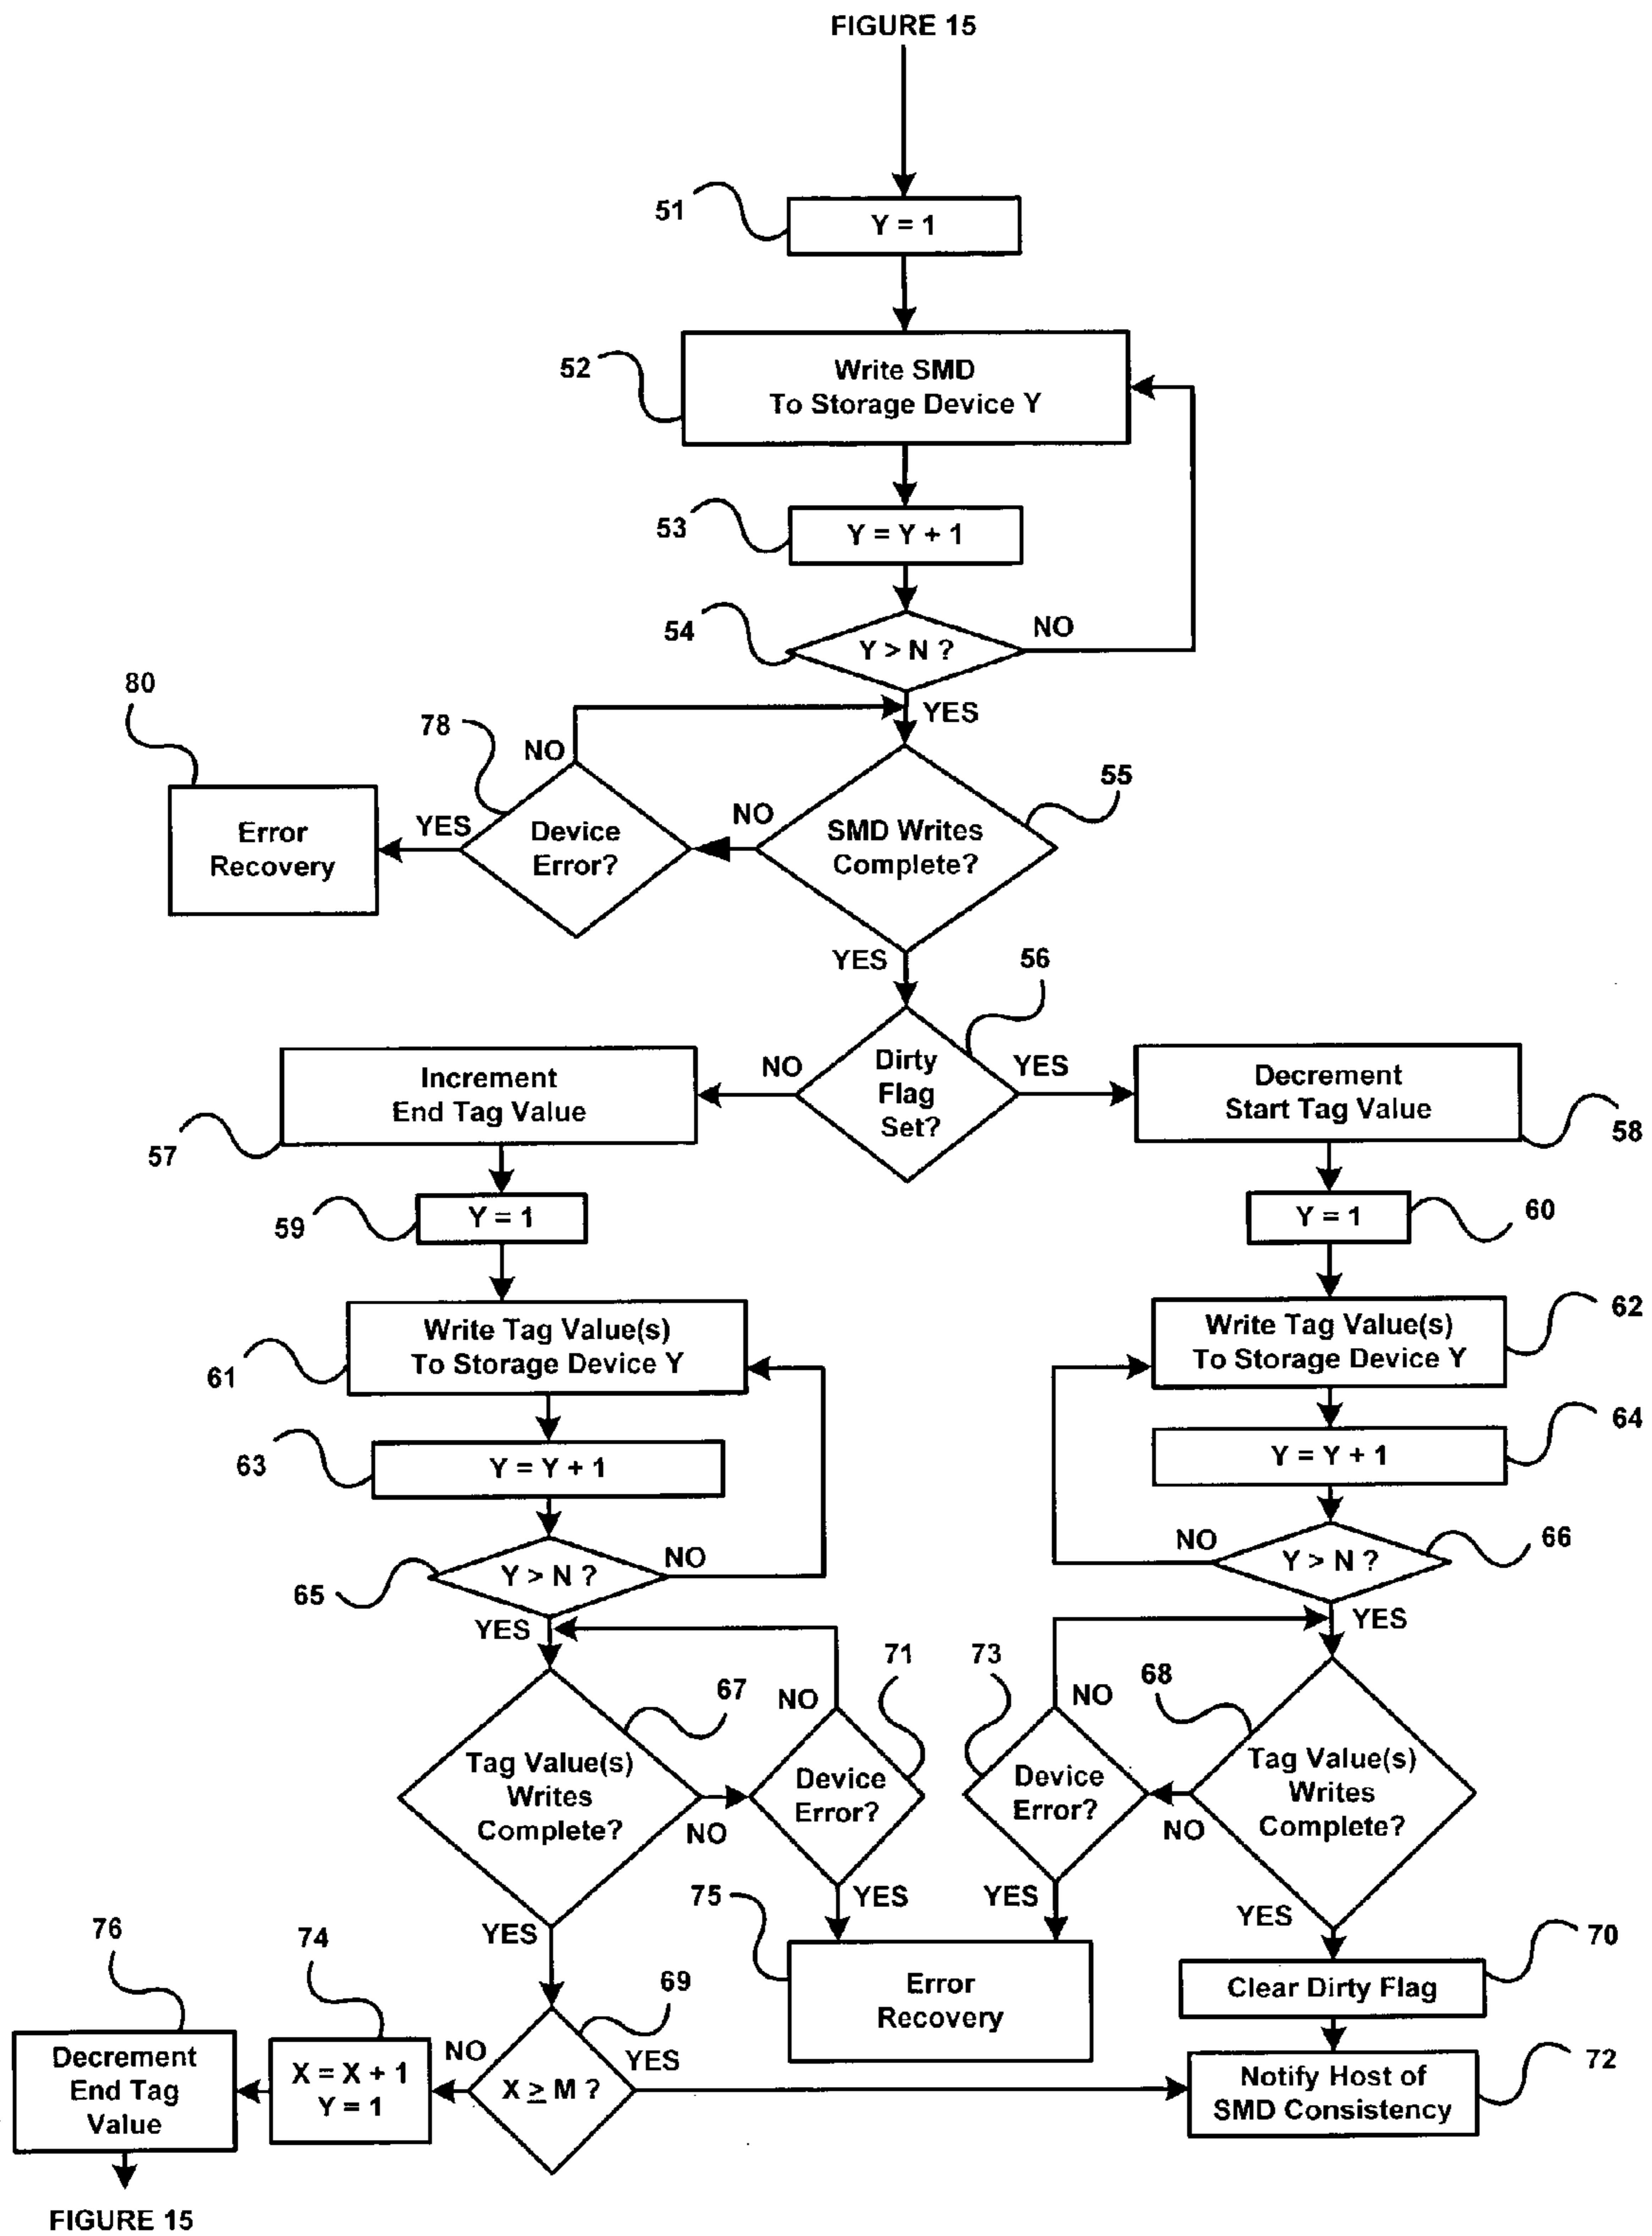 FIGURE 15
51
Y = 1
52
Write SMD
To Storage Device Y
53
Y = Y + 1
54
Y > N ?
NO
YES
80
78
NO
55
Error
Recovery
YES
Device
Error?
NO
SMD Writes
Complete?
YES
56
Increment
End Tag Value
NO
Dirty
Flag
Set?
YES
Decrement
Start Tag Value
57
58
59
Y = 1
Y = 1
60
61
Write Tag Value(s)
To Storage Device Y
Write Tag Value(s)
To Storage Device Y
62
63
Y = Y + 1
Y = Y + 1
64
65
Y > N ?
NO
NO
Y > N ?
66
YES
YES
67
71
73
68
NO
NO
Tag Value(s)
Writes
Complete?
NO
Device
Error?
Device
Error?
NO
Tag Value(s)
Writes
Complete?
YES
75
YES
YES
YES
76
74
69
Error
Recovery
70
Clear Dirty Flag
Decrement
End Tag
Value
X = X + 1
Y = 1
NO
X ≥ M ?
YES
Notify Host of
SMD Consistency
72
FIGURE 15